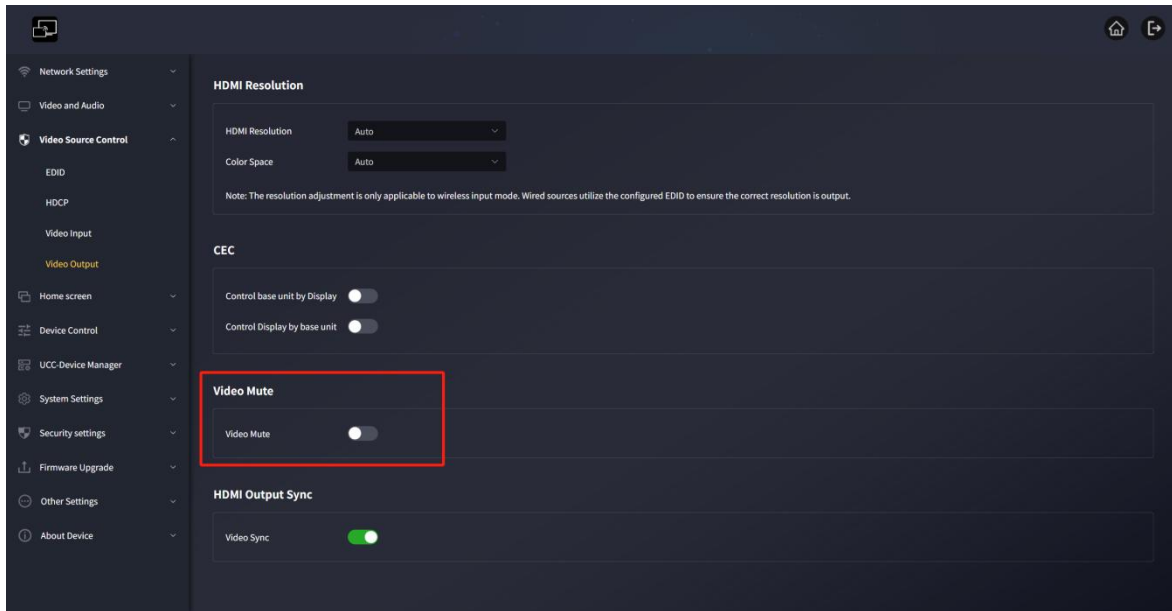 Network Settings
Video and Audio
Video Source Control
EDID
HDCP
Video Input
Video Output
Home screen
Device Control
UCC-Device Manager
System Settings
Security settings
Firmware Upgrade
Other Settings
About Device
HDMI Resolution
HDMI Resolution Auto
Color Space Auto
Note: The resolution adjustment is only applicable to wireless input mode. Wired sources utilize the configured EDID to ensure the correct resolution is output.
CEC
Control base unit by Display
Control Display by base unit
Video Mute
Video Mute
HDMI Output Sync
Video Sync